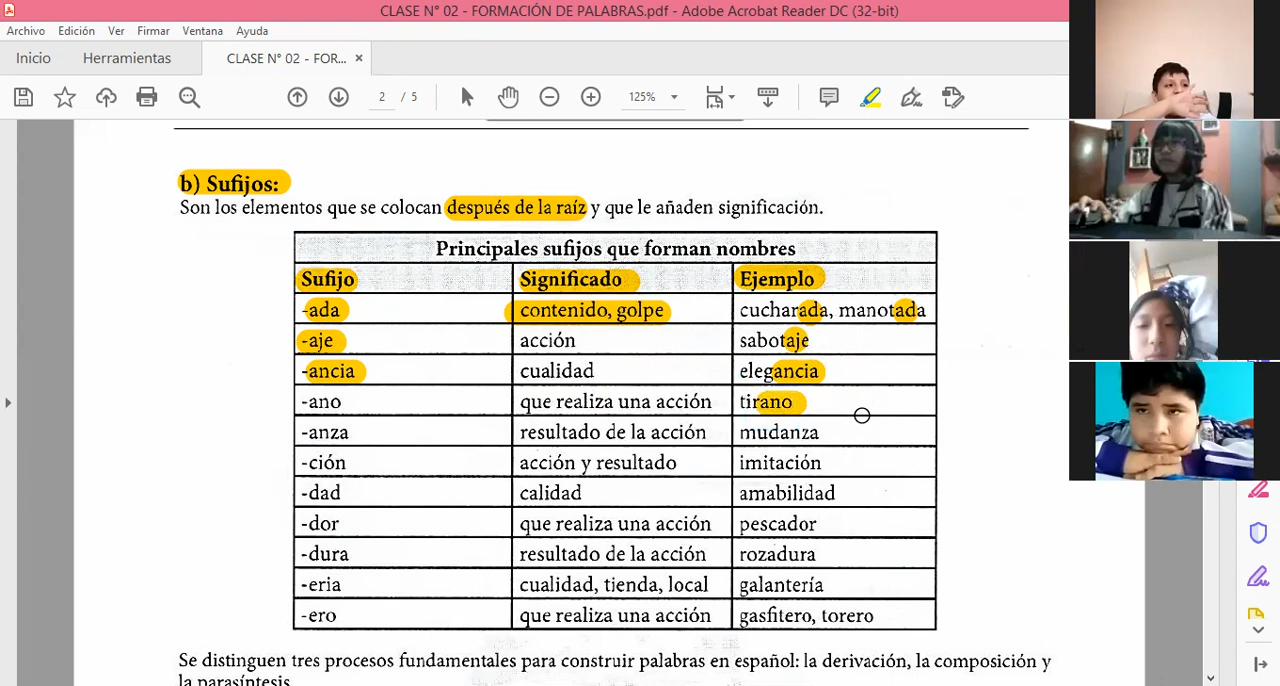 CLASE N° 02 - FORMACIÓN DE PALABRAS.pdf - Adobe Acrobat Reader DC (32-bit)
Archivo Edición Ver Firmar Ventana Ayuda
Inicio Herramientas CLASE N° 02 - FOR... ×
2 / 5 125%
b) Sufijos:
Son los elementos que se colocan después de la raíz y que le añaden significación.
Principales sufijos que forman nombres
Sufijo Significado Ejemplo
-ada contenido, golpe cucharada, manotada
-aje acción sabotaje
-ancia cualidad elegancia
-ano que realiza una acción tirano
-anza resultado de la acción mudanza
-ción acción y resultado imitación
-dad calidad amabilidad
-dor que realiza una acción pescador
-dura resultado de la acción rozadura
-eria cualidad, tienda, local galantería
-ero que realiza una acción gasfitero, torero
Se distinguen tres procesos fundamentales para construir palabras en español: la derivación, la composición y
la parasíntesis